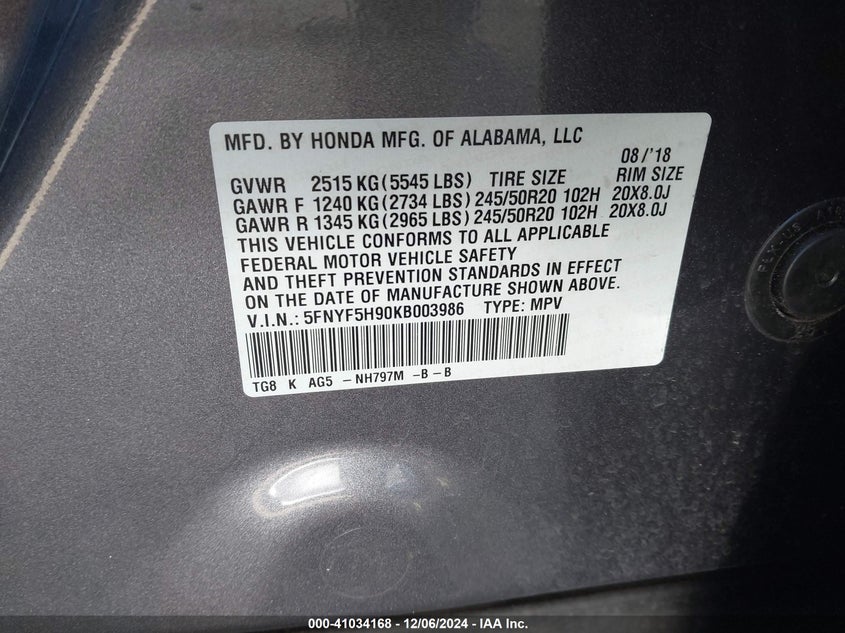 MFD. BY HONDA MFG. OF ALABAMA, LLC
08/'18
GVWR 2515 KG(5545 LBS) TIRE SIZE RIM SIZE
GAWR F 1240 KG(2734 LBS)245/50R20 102H 20X8.0J
GAWR R 1345 KG(2965 LBS)245/50R20 102H 20X8.0J
THIS VEHICLE CONFORMS TO ALL APPLICABLE
FEDERAL MOTOR VEHICLE SAFETY
AND THEFT PREVENTION STANDARDS IN EFFECT
ON THE DATE OF MANUFACTURE SHOWN ABOVE.
V.I.N.: 5FNYF5H90KB003986 TYPE: MPV
TG8 K AG5 -NH797M -B-B
000-41034168 - 12/06/2024 - IAA Inc.